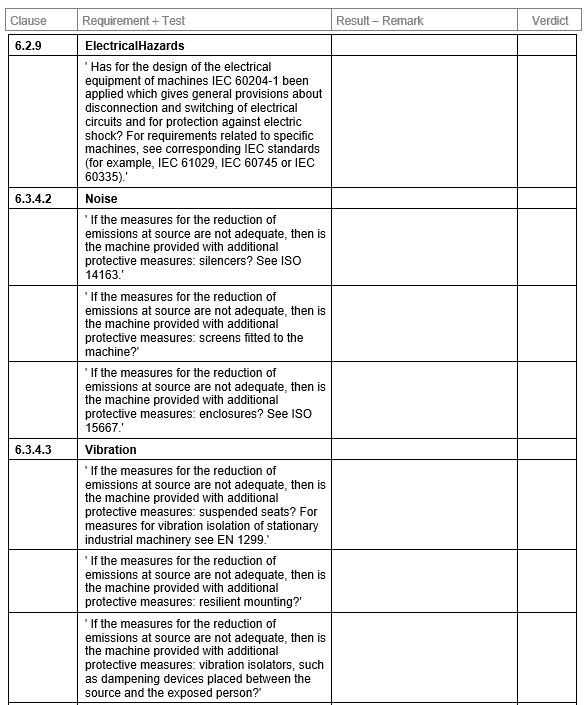 Clause Requirement + Test Result – Remark Verdict
6.2.9 ElectricalHazards
' Has for the design of the electrical
equipment of machines IEC 60204-1 been
applied which gives general provisions about
disconnection and switching of electrical
circuits and for protection against electric
shock? For requirements related to specific
machines, see corresponding IEC standards
(for example, IEC 61029, IEC 60745 or IEC
60335).'
6.3.4.2 Noise
' If the measures for the reduction of
emissions at source are not adequate, then is
the machine provided with additional
protective measures: silencers? See ISO
14163.'
' If the measures for the reduction of
emissions at source are not adequate, then is
the machine provided with additional
protective measures: screens fitted to the
machine?'
' If the measures for the reduction of
emissions at source are not adequate, then is
the machine provided with additional
protective measures: enclosures? See ISO
15667.'
6.3.4.3 Vibration
' If the measures for the reduction of
emissions at source are not adequate, then is
the machine provided with additional
protective measures: suspended seats? For
measures for vibration isolation of stationary
industrial machinery see EN 1299.'
' If the measures for the reduction of
emissions at source are not adequate, then is
the machine provided with additional
protective measures: resilient mounting?'
' If the measures for the reduction of
emissions at source are not adequate, then is
the machine provided with additional
protective measures: vibration isolators, such
as dampening devices placed between the
source and the exposed person?'